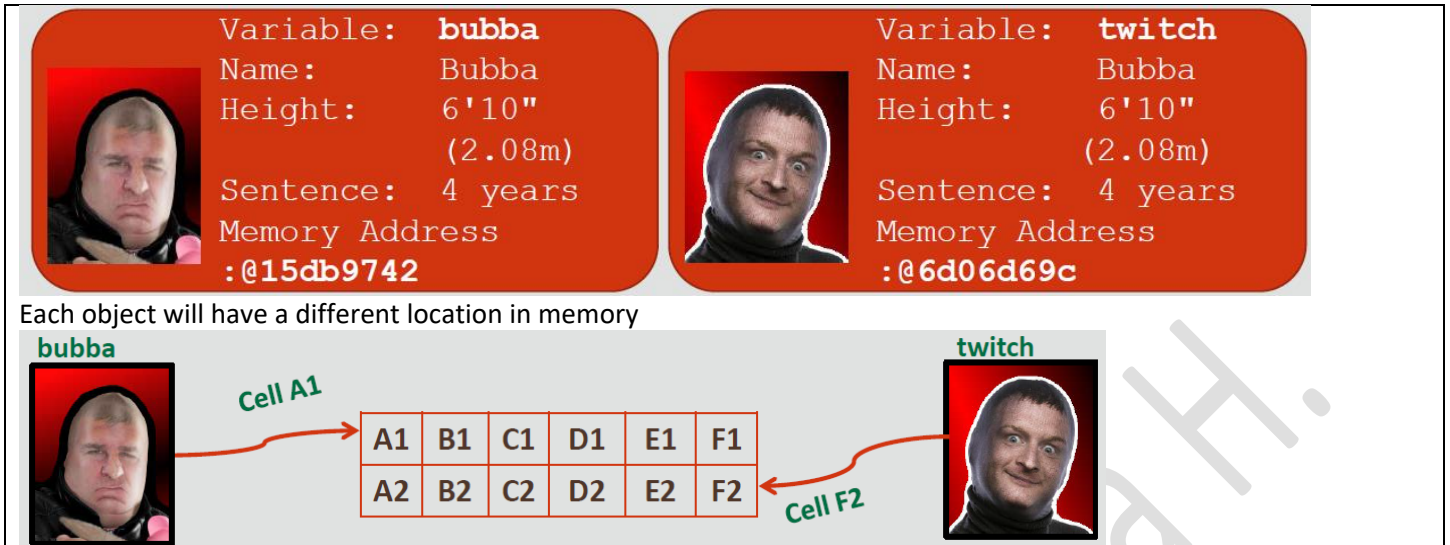 Variable: bubba
Name: Bubba
Height: 6'10"
(2.08m)
Sentence: 4 years
Memory Address
:@15db9742
Variable: twitch
Name: Bubba
Height: 6'10"
(2.08m)
Sentence: 4 years
Memory Address
:@6d06d69c
Each object will have a different location in memory
bubba
Cell A1
A1 B1 C1 D1 E1 F1
A2 B2 C2 D2 E2 F2
twitch
Cell F2
H.